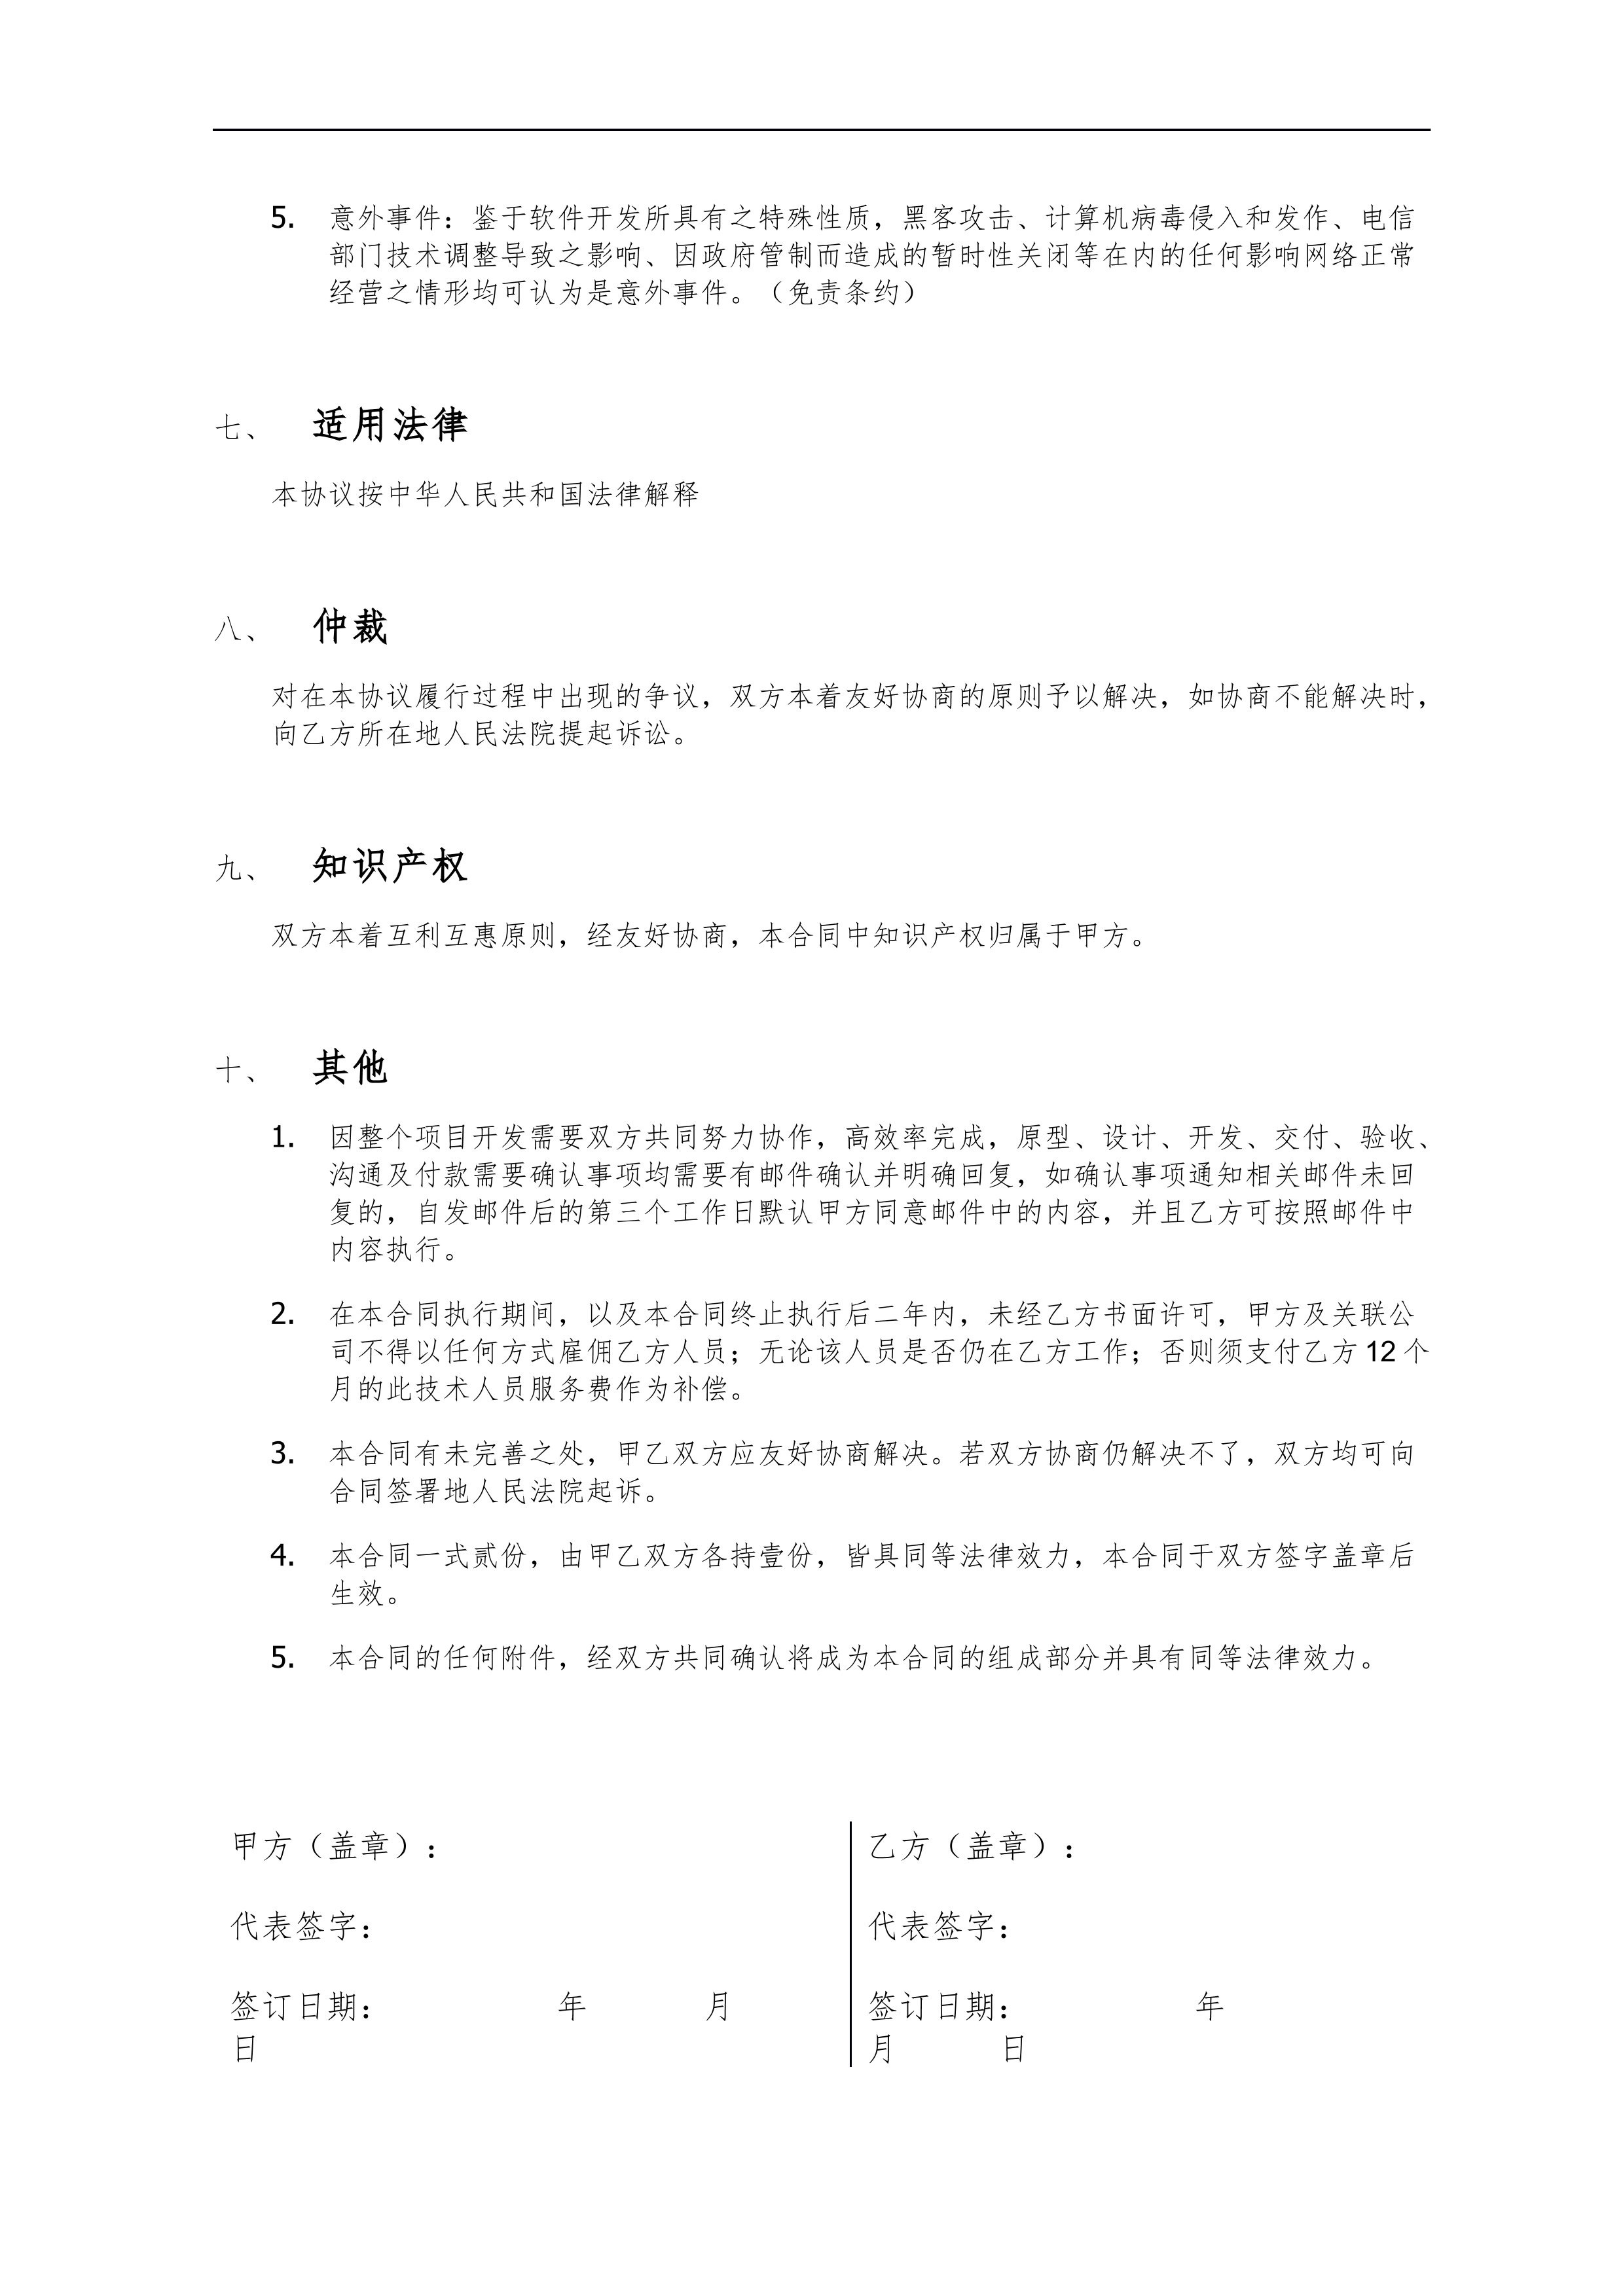 5. 意外事件：鉴于软件开发所具有之特殊性质，黑客攻击、计算机病毒侵入和发作、电信
部门技术调整导致之影响、因政府管制而造成的暂时性关闭等在内的任何影响网络正常
经营之情形均可认为是意外事件。（免责条约）
七、 适用法律
本协议按中华人民共和国法律解释
八、 仲裁
对在本协议履行过程中出现的争议，双方本着友好协商的原则予以解决，如协商不能解决时，
向乙方所在地人民法院提起诉讼。
九、 知识产权
双方本着互利互惠原则，经友好协商，本合同中知识产权归属于甲方。
十、 其他
1. 因整个项目开发需要双方共同努力协作，高效率完成，原型、设计、开发、交付、验收、
沟通及付款需要确认事项均需要有邮件确认并明确回复，如确认事项通知相关邮件未回
复的，自发邮件后的第三个工作日默认甲方同意邮件中的内容，并且乙方可按照邮件中
内容执行。
2. 在本合同执行期间，以及本合同终止执行后二年内，未经乙方书面许可，甲方及关联公
司不得以任何方式雇佣乙方人员；无论该人员是否仍在乙方工作；否则须支付乙方 12 个
月的此技术人员服务费作为补偿。
3. 本合同有未完善之处，甲乙双方应友好协商解决。若双方协商仍解决不了，双方均可向
合同签署地人民法院起诉。
4. 本合同一式贰份，由甲乙双方各持壹份，皆具同等法律效力，本合同于双方签字盖章后
生效。
5. 本合同的任何附件，经双方共同确认将成为本合同的组成部分并具有同等法律效力。
甲方（盖章）：
代表签字：
签订日期： 年 月
日
乙方（盖章）：
代表签字：
签订日期： 年
月 日